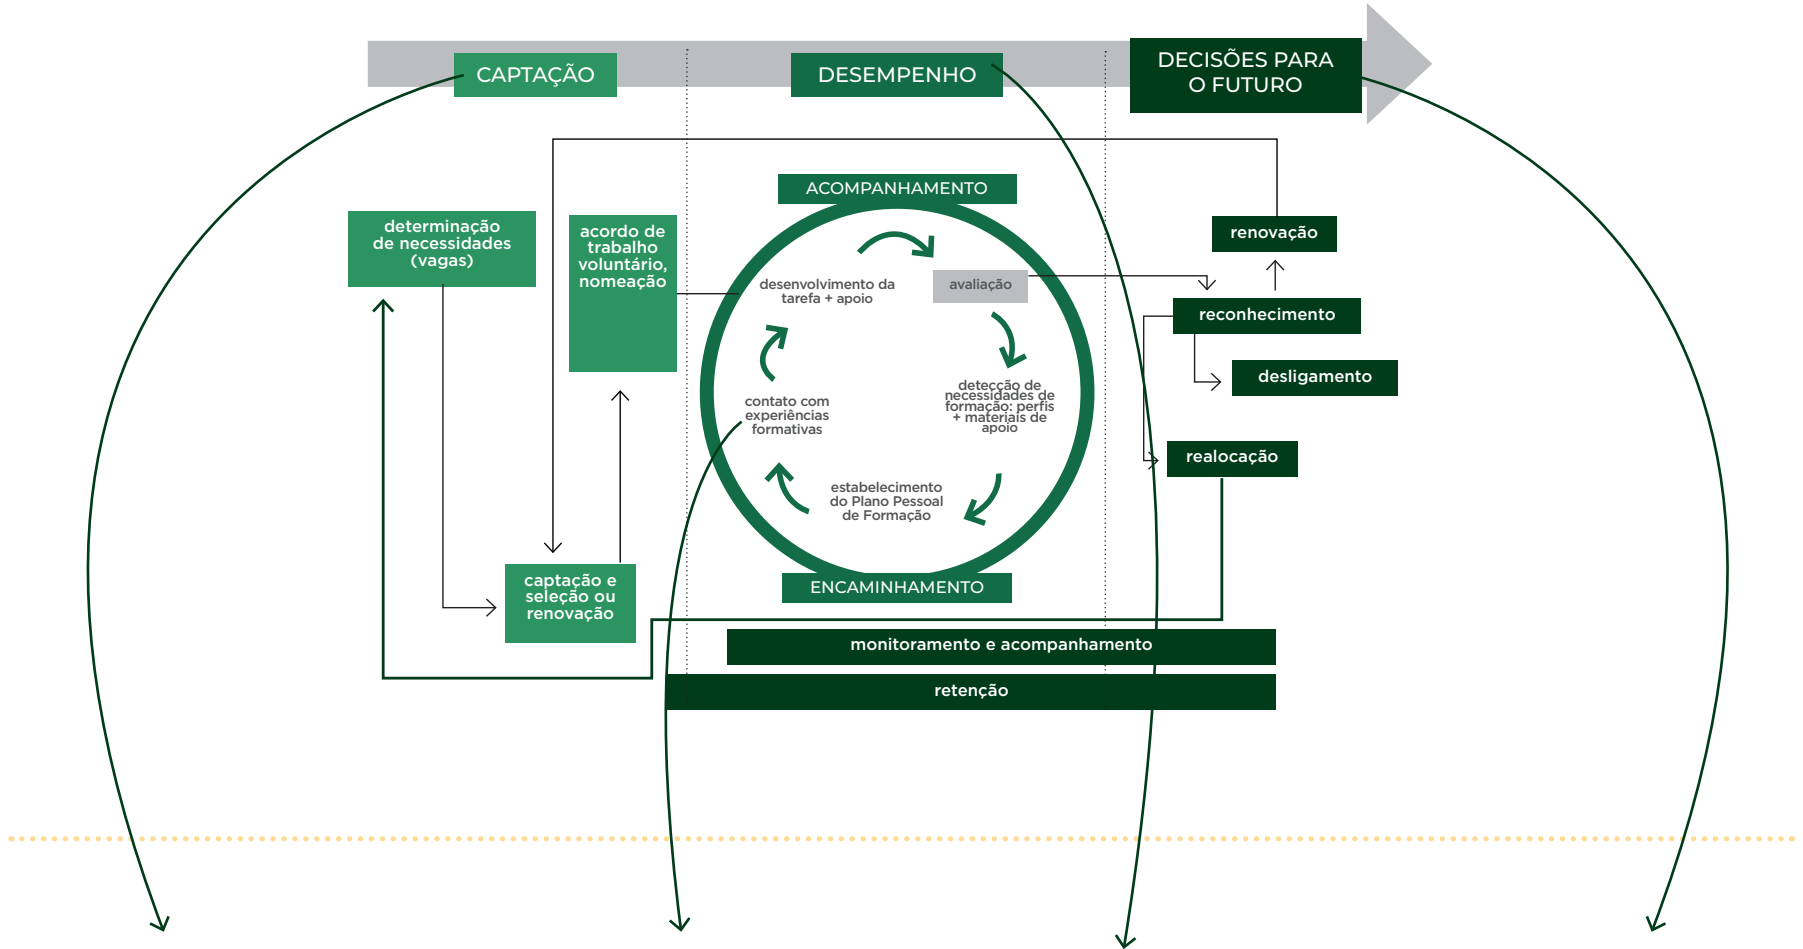 CAPTAÇÃO
DESEMPENHO
DECISÕES PARA
O FUTURO
determinação
de necessidades
(vagas)
acordo de
trabalho
voluntário,
nomeação
captação e
seleção ou
renovação
ACOMPANHAMENTO
desenvolvimento da
tarefa + apoio
avaliação
detecção de
necessidades de
formação: perfis
+ materiais de
apoio
estabelecimento
do Plano Pessoal
de Formação
contato com
experiências
formativas
ENCAMINHAMENTO
renovação
reconhecimento
desligamento
realocação
monitoramento e acompanhamento
retenção